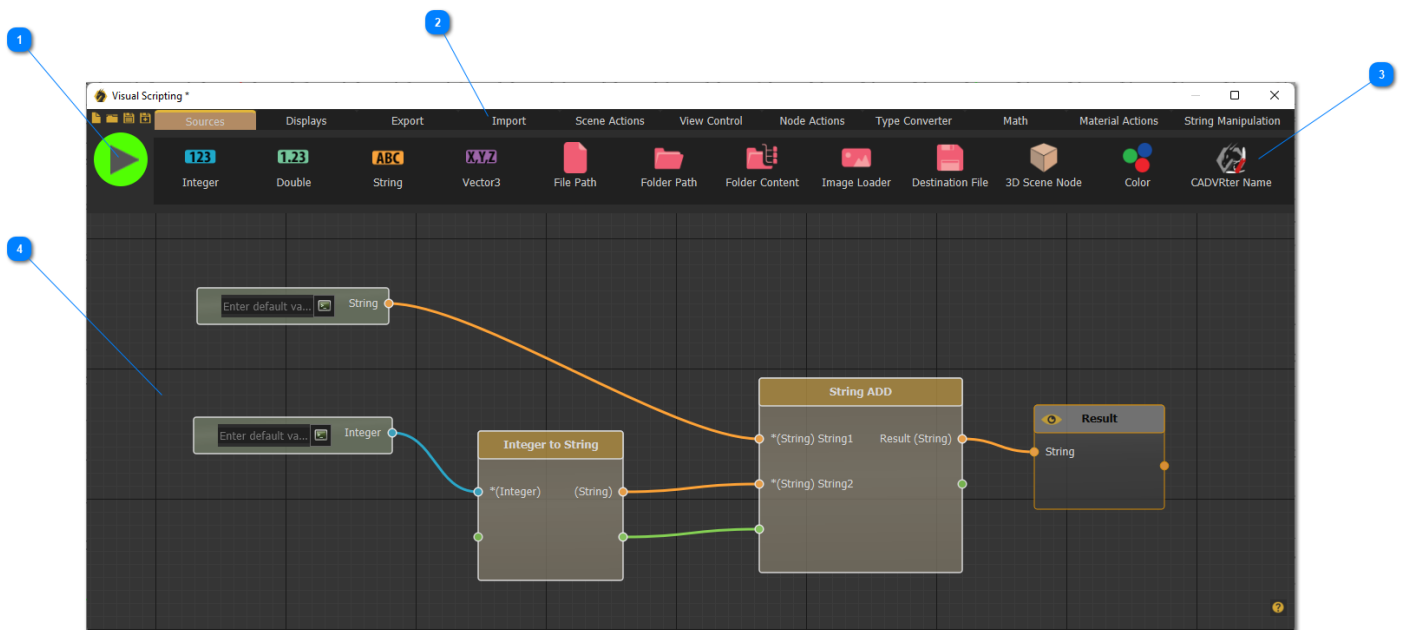 2
1
3
Visual Scripting *
Sources Displays Export Import Scene Actions View Control Node Actions Type Converter Math Material Actions String Manipulation
123 1.23 ABC X,Y,Z
Integer Double String Vector3 File Path Folder Path Folder Content Image Loader Destination File 3D Scene Node Color CADVRter Name
4
Enter default va... String
String ADD
Result
Enter default va... Integer
Integer to String
*(String) String1 Result (String)
String
*(String) String2
*(Integer) (String)
?